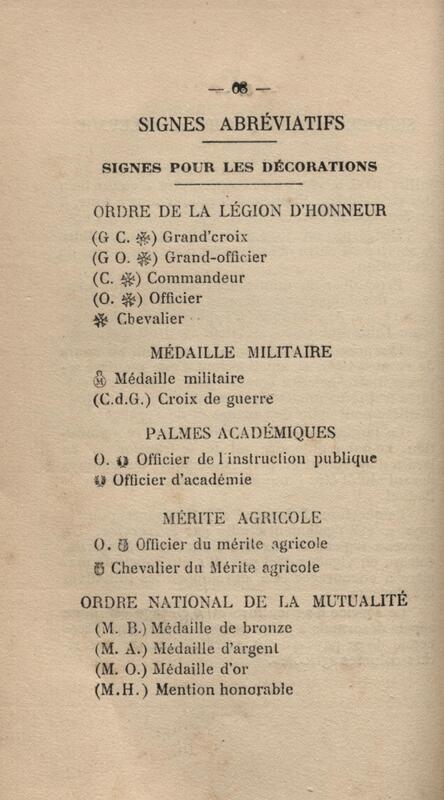 — 68 —
SIGNES ABRÉVIATIFS
SIGNES POUR LES DÉCORATIONS
ORDRE DE LA LÉGION D'HONNEUR
(G C. ✠) Grand'croix
(G O. ✠) Grand-officier
(C. ✠) Commandeur
(O. ✠) Officier
✠ Chevalier
MÉDAILLE MILITAIRE
Médaille militaire
(C.d.G.) Croix de guerre
PALMES ACADÉMIQUES
O. Officier de l'instruction publique
Officier d'académie
MÉRITE AGRICOLE
O. Officier du mérite agricole
Chevalier du Mérite agricole
ORDRE NATIONAL DE LA MUTUALITÉ
(M. B.) Médaille de bronze
(M. A.) Médaille d'argent
(M. O.) Médaille d'or
(M.H.) Mention honorable